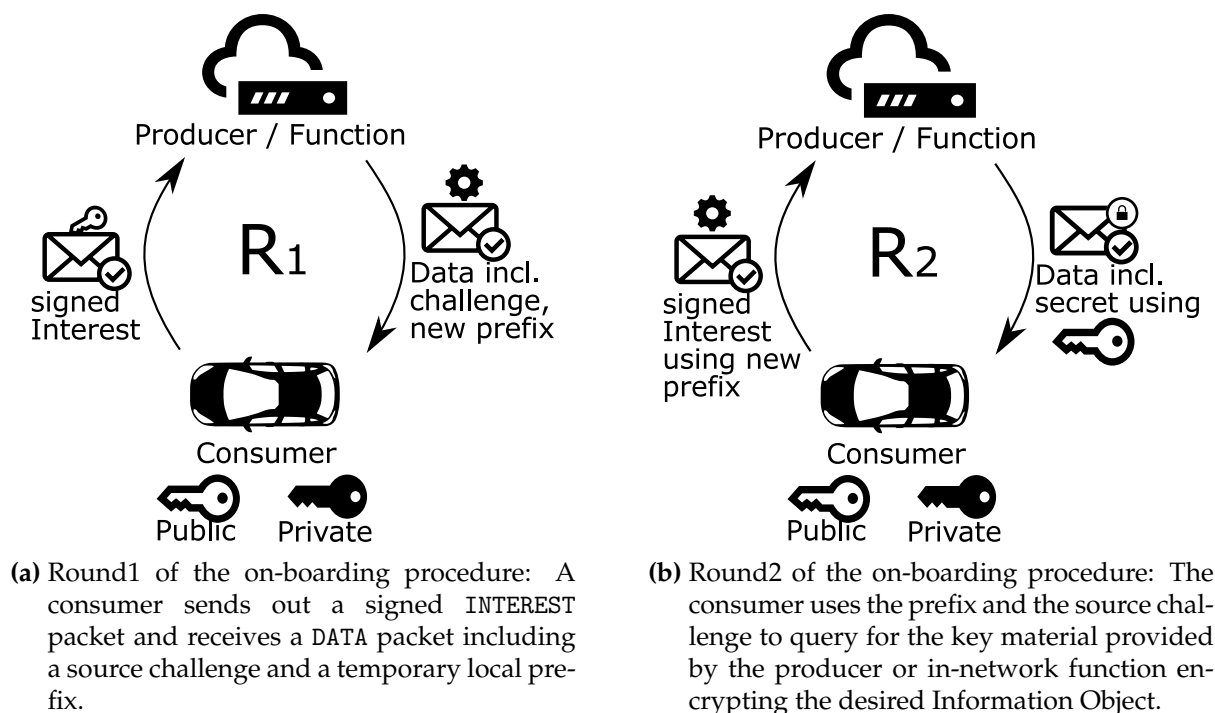 Producer / Function
R1
signed
Interest
Data incl.
challenge,
new prefix
Consumer
Public
Private
(a) Round1 of the on-boarding procedure: A
consumer sends out a signed INTEREST
packet and receives a DATA packet including
a source challenge and a temporary local pre-
fix.
Producer / Function
R2
signed
Interest
using new
prefix
Data incl.
secret using
Consumer
Public
Private
(b) Round2 of the on-boarding procedure: The
consumer uses the prefix and the source chal-
lenge to query for the key material provided
by the producer or in-network function en-
crypting the desired Information Object.